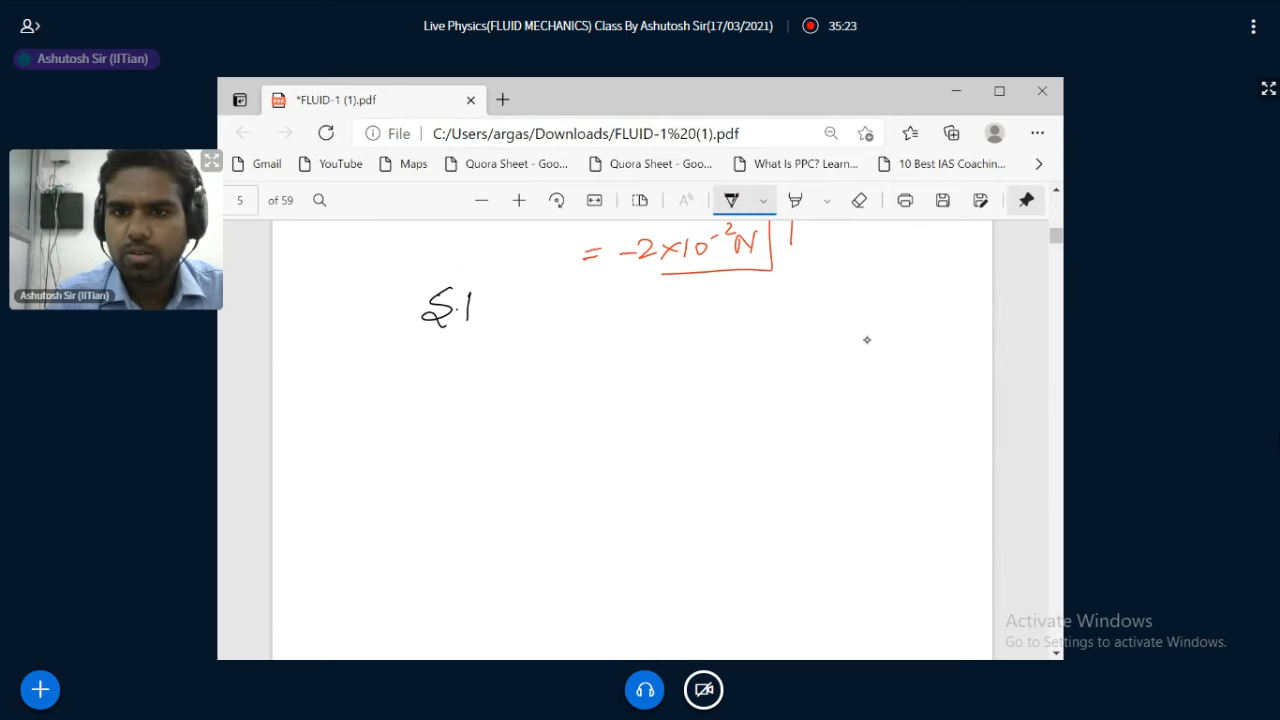 Live Physics(FLUID MECHANICS) Class By Ashutosh Sir(17/03/2021) 35:23
Ashutosh Sir (IITian)
*FLUID-1 (1).pdf
File C:/Users/argas/Downloads/FLUID-1%20(1).pdf
Gmail YouTube Maps Quora Sheet - Goo... Quora Sheet - Goo... What Is PPC? Learn... 10 Best IAS Coachin...
5 of 59
= -2×10⁻²N
S.I
Ashutosh Sir (IITian)
Activate Windows
Go to Settings to activate Windows.